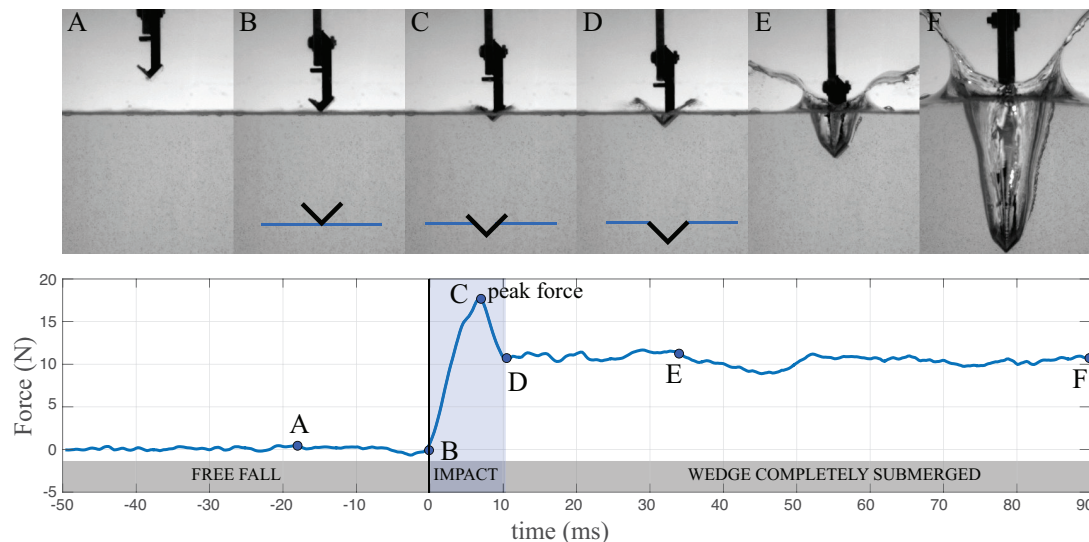 A B C D E F
20
15
10
5
0
-5
Force (N)
C peak force
D
E
F
A
B
FREE FALL IMPACT WEDGE COMPLETELY SUBMERGED
-50 -40 -30 -20 -10 0 10 20 30 40 50 60 70 80 90
time (ms)